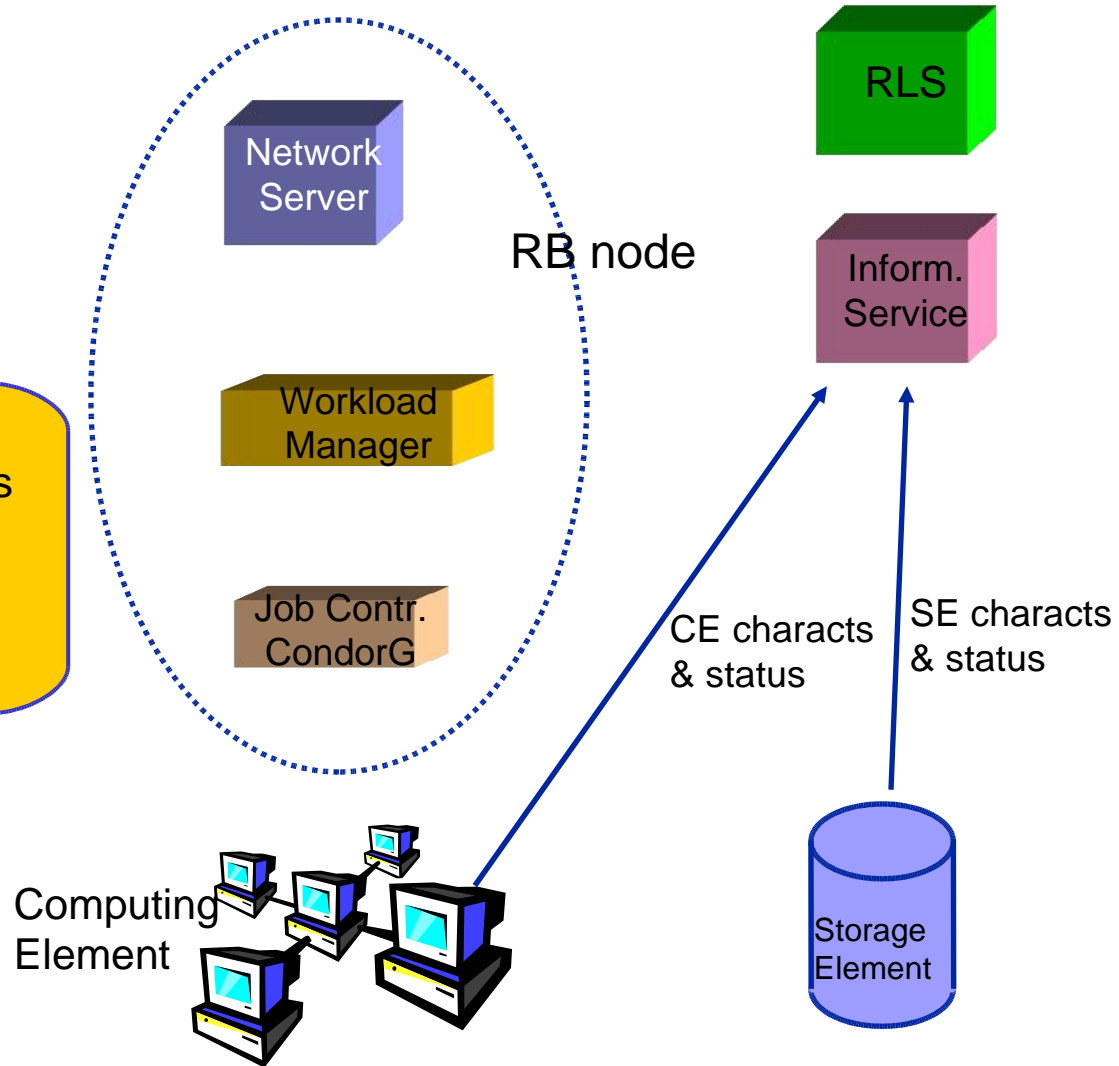 RLS
Network
Server
RB node
Inform.
Service
Workload
Manager
s
Job Contr.
CondorG
CE characts
& status
SE characts
& status
Computing
Element
Storage
Element